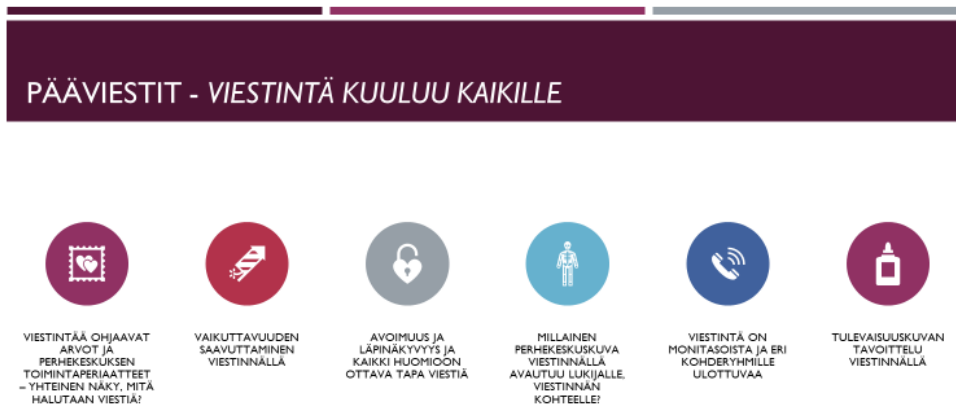 PÄÄVIESTIT - VIESTINTÄ KUULUU KAIKILLE
VIESTINTÄÄ OHJAAVAT
ARVOT JA
PERHEKESKUKSEN
TOIMINTAPERIAATTEET
– YHTEINEN NÄKY, MITÄ
HALUTAAN VIESTIÄ?
VAIKUTTAVUUDEN
SAAVUTTAMINEN
VIESTINNÄLLÄ
AVOIMUUS JA
LÄPINÄKYVYYS JA
KAIKKI HUOMIOON
OTTAVA TAPA VIESTIÄ
MILLAINEN
PERHEKESKUSKUVA
VIESTINNÄLLÄ
AVAUTUU LUKIJALLE,
VIESTINNÄN
KOHTEELLE?
VIESTINTÄ ON
MONITASOISTA JA ERI
KOHDERYHMILLE
ULOTTUVAA
TULEVAISUUSKUVAN
TAVOITTELU
VIESTINNÄLLÄ